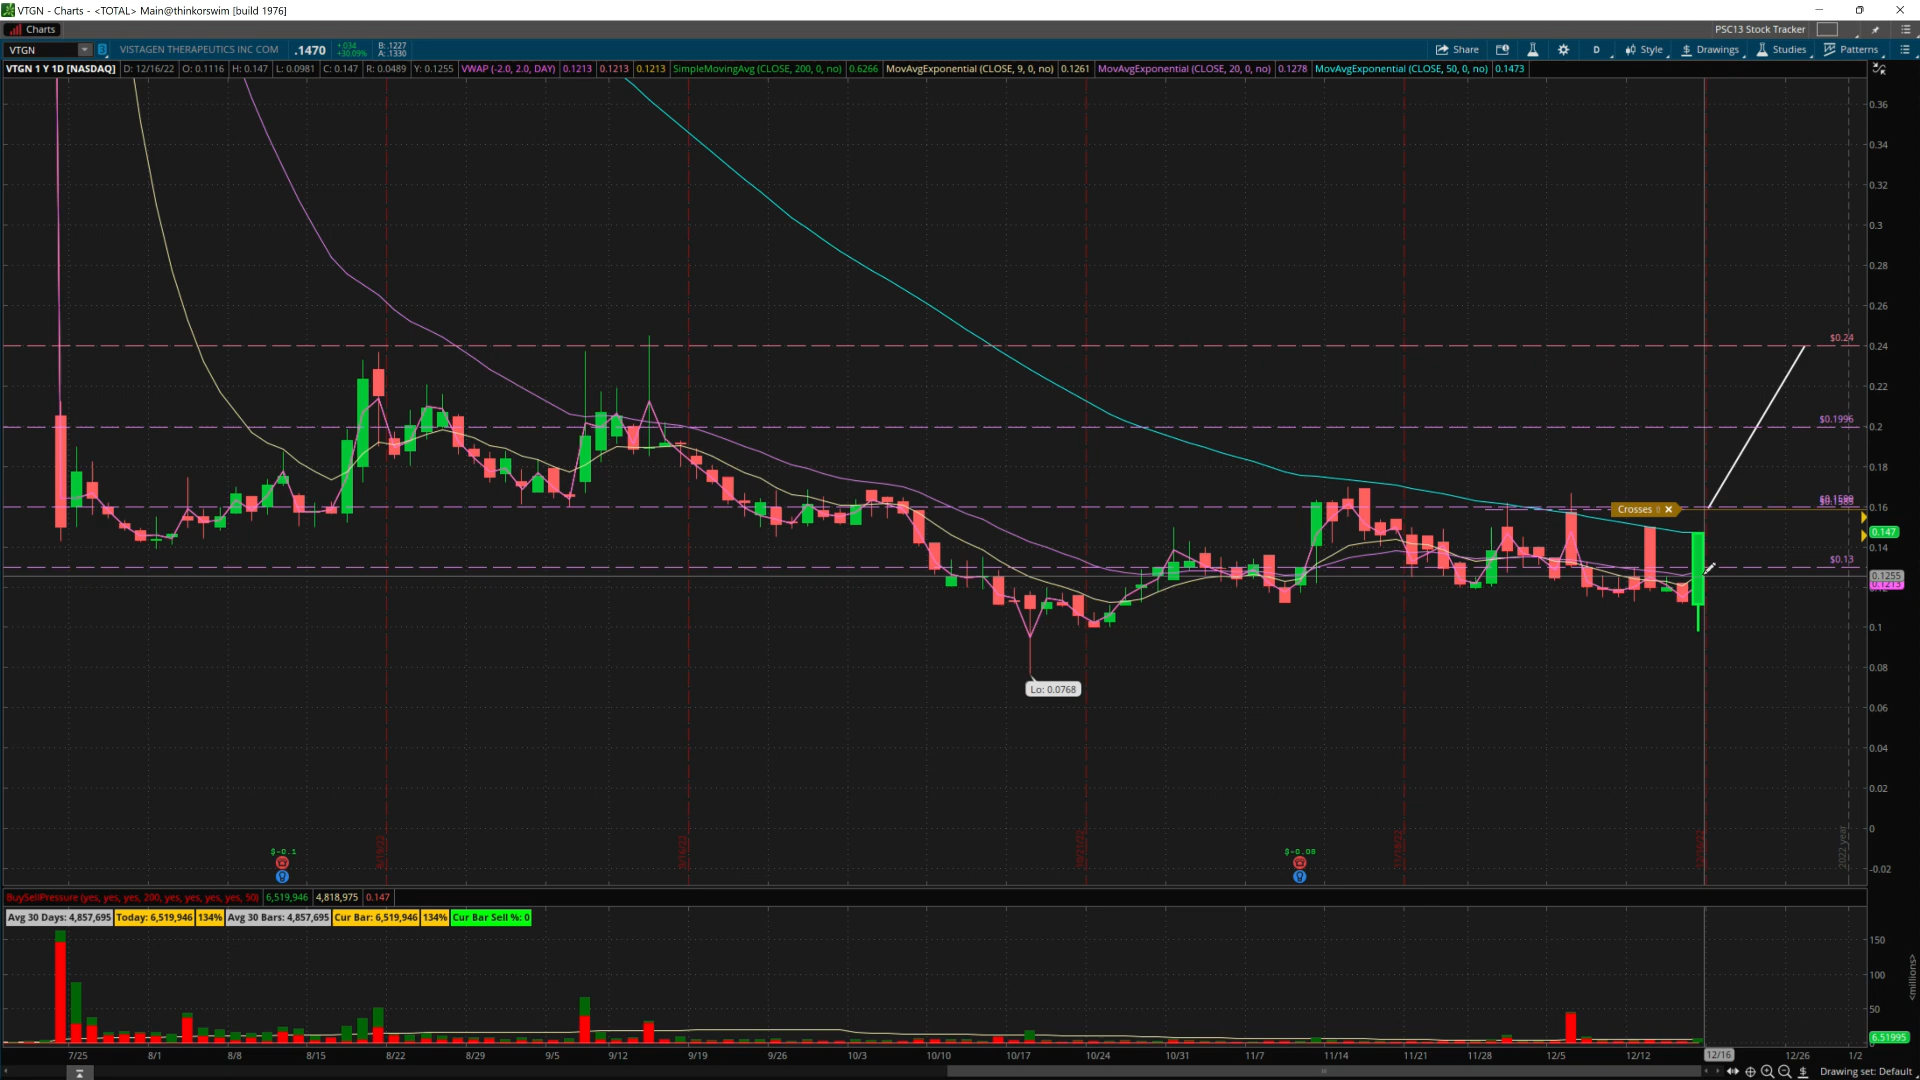 VTGN - Charts - <TOTAL> Main@thinkorswim [build 1976]
Charts
PSC13 Stock Tracker
VTGN
VISTAGEN THERAPEUTICS INC COM
.1470
+.034
+30.09%
B: .1227
A: .1330
Share
D
Style
Drawings
Studies
Patterns
VTGN 1 Y 1D [NASDAQ] D: 12/16/22 O: 0.1116 H: 0.147 L: 0.0981 C: 0.147 R: 0.0489 Y: 0.1255 VWAP (-2.0, 2.0, DAY) 0.1213 0.1213 0.1213 SimpleMovingAvg (CLOSE, 200, 0, no) 0.6266 MovAvgExponential (CLOSE, 9, 0, no) 0.1261 MovAvgExponential (CLOSE, 20, 0, no) 0.1278 MovAvgExponential (CLOSE, 50, 0, no) 0.1473
0.36
0.34
0.32
0.3
0.28
0.26
$0.24
0.24
0.22
$0.1996
0.2
0.18
Crosses
0.16
0.147
0.14
$0.13
0.1255
0.1
0.08
Lo: 0.0768
0.06
0.04
0.02
0
-0.02
2022 year
$-0.1
$-0.08
BuySellPressure (yes, yes, yes, 200, yes, yes, yes, yes, 50) 6,519,946 4,818,975 0.147
Avg 30 Days: 4,857,695 Today: 6,519,946 134% Avg 30 Bars: 4,857,695 Cur Bar: 6,519,946 134% Cur Bar Sell %: 0
150
100
50
<millions>
6.51995
7/25 8/1 8/8 8/15 8/22 8/29 9/5 9/12 9/19 9/26 10/3 10/10 10/17 10/24 10/31 11/7 11/14 11/21 11/28 12/5 12/12 12/16 12/26 1/2
Drawing set: Default